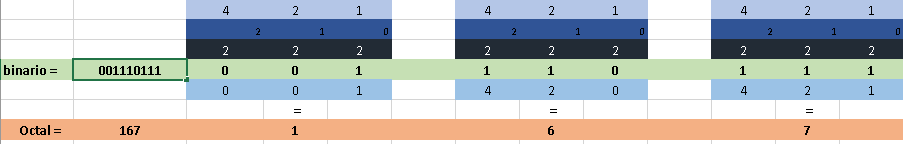 4 2 1 4 2 1 4 2 1
2 1 0 2 1 0 2 1 0
2 2 2 2 2 2 2 2 2
binario = 001110111 0 0 1 1 1 0 1 1 1
0 0 1 4 2 0 4 2 1
= = =
Octal = 167 1 6 7